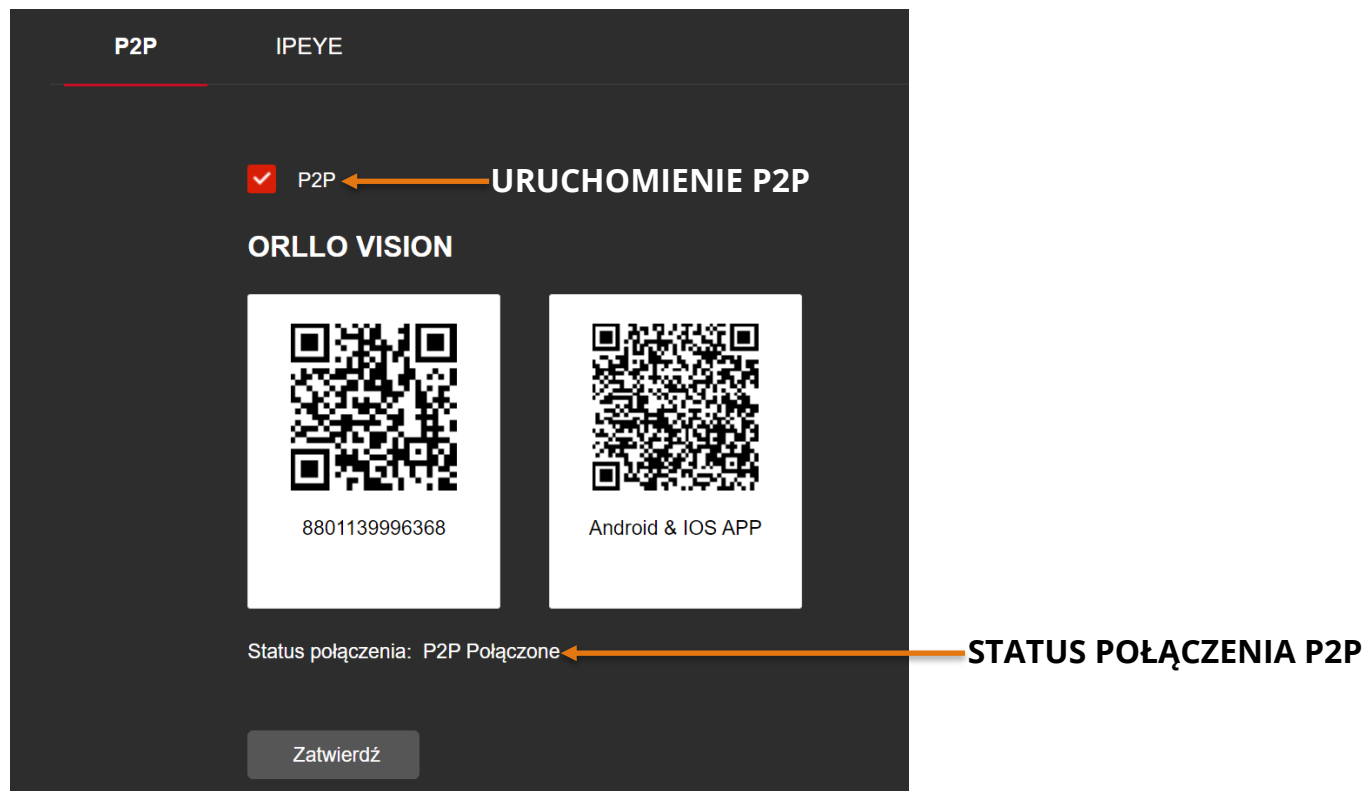 P2P IPEYE
P2P URUCHOMIENIE P2P
ORLLO VISION
8801139996368 Android & IOS APP
Status połączenia: P2P Połączone STATUS POŁĄCZENIA P2P
Zatwierdź